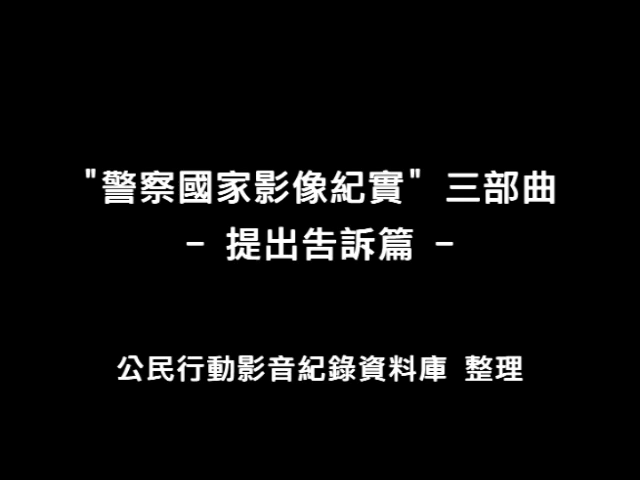 "警察國家影像紀實" 三部曲
- 提出告訴篇 -
公民行動影音紀錄資料庫 整理